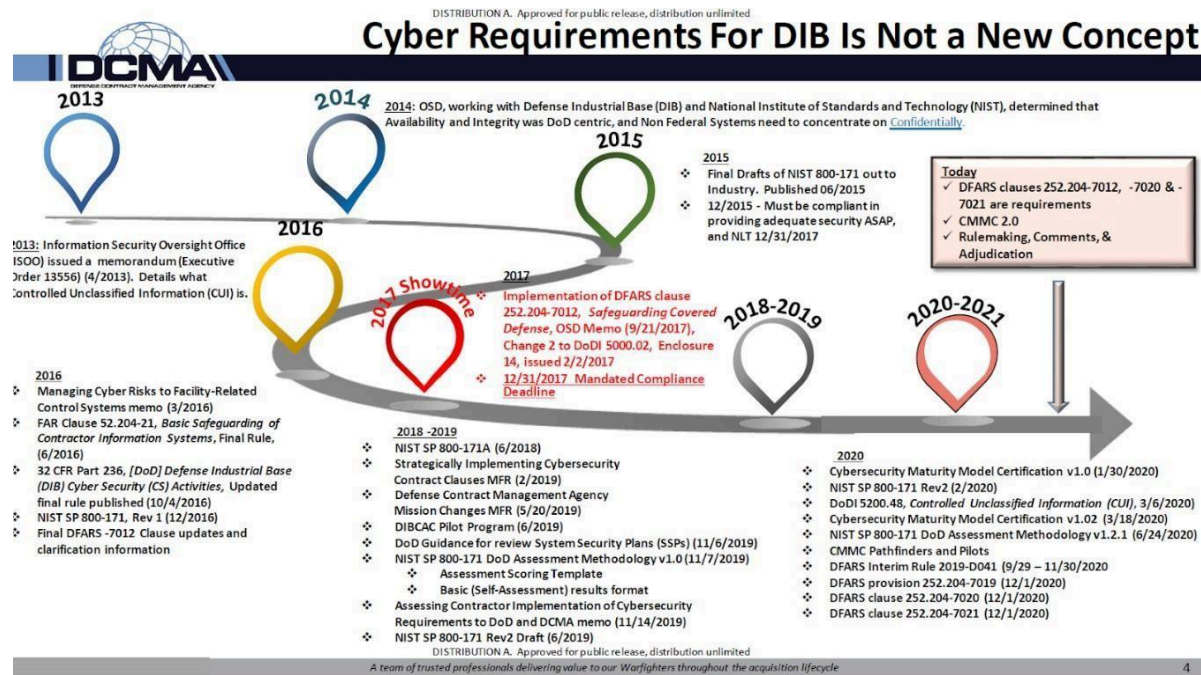 DISTRIBUTION A. Approved for public release, distribution unlimited
Cyber Requirements For DIB Is Not a New Concept
DCMA
DEFENSE CONTRACT MANAGEMENT AGENCY
2013
2014
2014: OSD, working with Defense Industrial Base (DIB) and National Institute of Standards and Technology (NIST), determined that
Availability and Integrity was DoD centric, and Non Federal Systems need to concentrate on Confidentially.
2015
2015
❖ Final Drafts of NIST 800-171 out to
Industry. Published 06/2015
❖ 12/2015 - Must be compliant in
providing adequate security ASAP,
and NLT 12/31/2017
Today
✓ DFARS clauses 252.204-7012, -7020 & -
7021 are requirements
✓ CMMC 2.0
✓ Rulemaking, Comments, &
Adjudication
2013: Information Security Oversight Office
ISOO) issued a memorandum (Executive
Order 13556) (4/2013). Details what
Controlled Unclassified Information (CUI) is.
2016
2017 Showtime
2017
❖ Implementation of DFARS clause
252.204-7012, Safeguarding Covered
Defense, OSD Memo (9/21/2017),
Change 2 to DoDI 5000.02, Enclosure
14, issued 2/2/2017
❖ 12/31/2017 Mandated Compliance
Deadline
2018-2019
2020-2021
2016
❖ Managing Cyber Risks to Facility-Related
Control Systems memo (3/2016)
❖ FAR Clause 52.204-21, Basic Safeguarding of
Contractor Information Systems, Final Rule,
(6/2016)
❖ 32 CFR Part 236, [DoD] Defense Industrial Base
(DIB) Cyber Security (CS) Activities, Updated
final rule published (10/4/2016)
❖ NIST SP 800-171, Rev 1 (12/2016)
❖ Final DFARS -7012 Clause updates and
clarification information
2018 -2019
❖ NIST SP 800-171A (6/2018)
❖ Strategically Implementing Cybersecurity
Contract Clauses MFR (2/2019)
❖ Defense Contract Management Agency
Mission Changes MFR (5/20/2019)
❖ DIBCAC Pilot Program (6/2019)
❖ DoD Guidance for review System Security Plans (SSPs) (11/6/2019)
❖ NIST SP 800-171 DoD Assessment Methodology v1.0 (11/7/2019)
❖ Assessment Scoring Template
❖ Basic (Self-Assessment) results format
❖ Assessing Contractor Implementation of Cybersecurity
Requirements to DoD and DCMA memo (11/14/2019)
❖ NIST SP 800-171 Rev2 Draft (6/2019)
2020
❖ Cybersecurity Maturity Model Certification v1.0 (1/30/2020)
❖ NIST SP 800-171 Rev2 (2/2020)
❖ DoDI 5200.48, Controlled Unclassified Information (CUI), 3/6/2020)
❖ Cybersecurity Maturity Model Certification v1.02 (3/18/2020)
❖ NIST SP 800-171 DoD Assessment Methodology v1.2.1 (6/24/2020)
❖ CMMC Pathfinders and Pilots
❖ DFARS Interim Rule 2019-D041 (9/29 – 11/30/2020
❖ DFARS provision 252.204-7019 (12/1/2020)
❖ DFARS clause 252.204-7020 (12/1/2020)
❖ DFARS clause 252.204-7021 (12/1/2020)
DISTRIBUTION A. Approved for public release, distribution unlimited
A team of trusted professionals delivering value to our Warfighters throughout the acquisition lifecycle
4